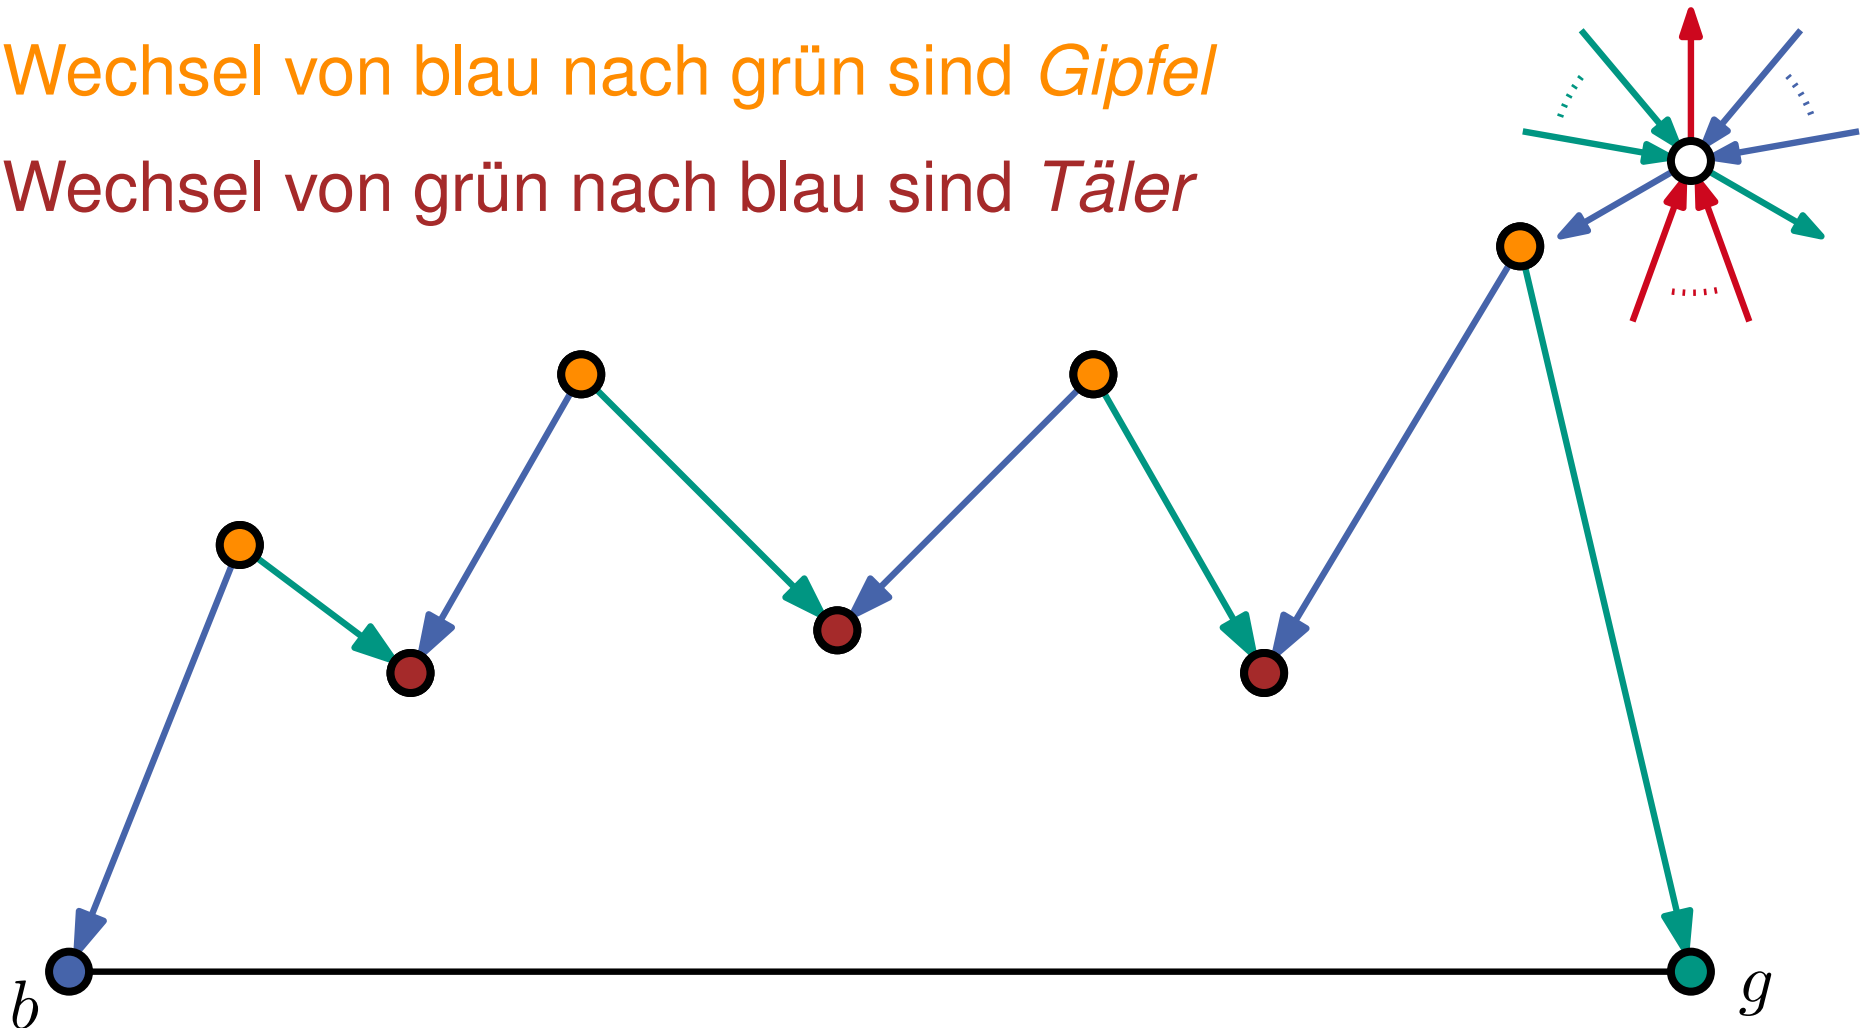 Wechsel von blau nach grün sind Gipfel
Wechsel von grün nach blau sind Täler
b
g